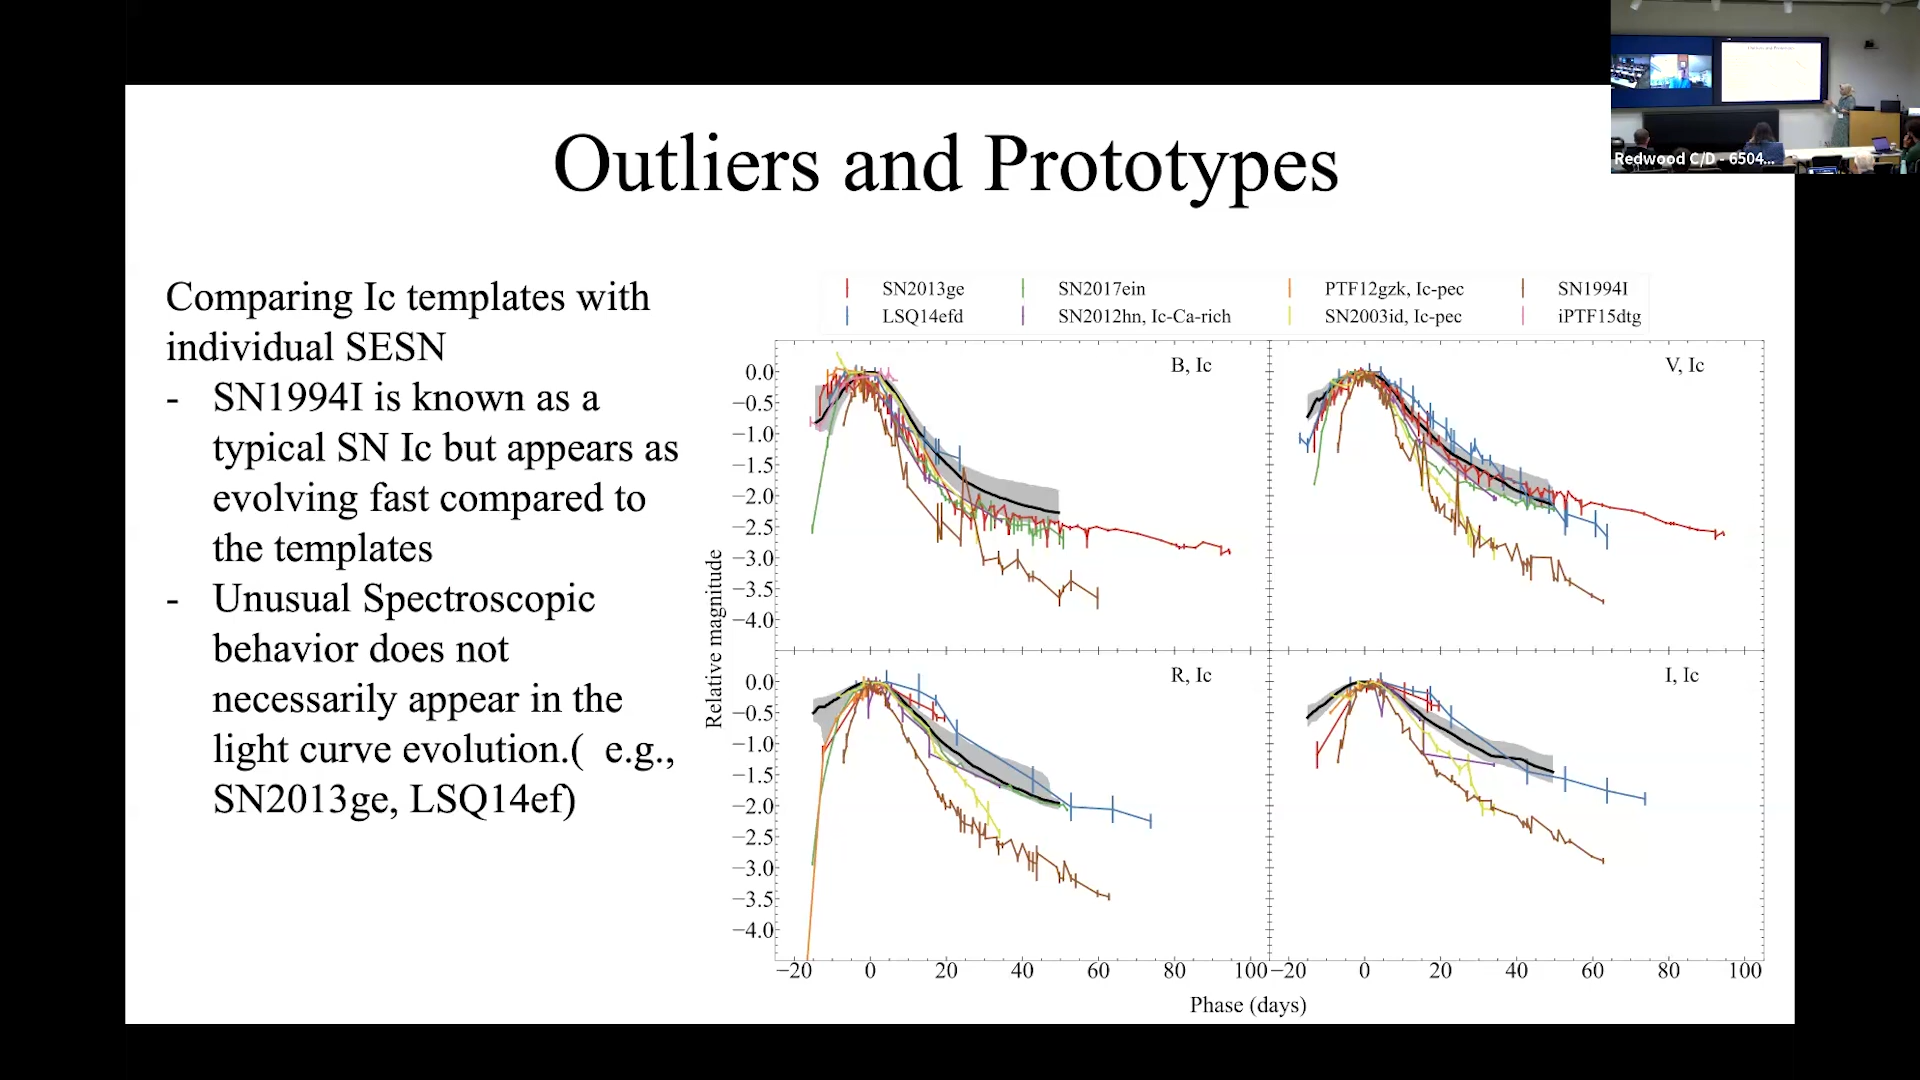 Outliers and Prototypes
Redwood C/D - 6504...
Comparing Ic templates with
individual SESN
- SN1994I is known as a
typical SN Ic but appears as
evolving fast compared to
the templates
- Unusual Spectroscopic
behavior does not
necessarily appear in the
light curve evolution.( e.g.,
SN2013ge, LSQ14ef)
SN2013ge SN2017ein PTF12gzk, Ic-pec SN1994I
LSQ14efd SN2012hn, Ic-Ca-rich SN2003id, Ic-pec iPTF15dtg
B, Ic
V, Ic
0.0
−0.5
−1.0
−1.5
−2.0
−2.5
−3.0
−3.5
−4.0
R, Ic
I, Ic
0.0
−0.5
−1.0
−1.5
−2.0
−2.5
−3.0
−3.5
−4.0
Relative magnitude
−20 0 20 40 60 80 100 −20 0 20 40 60 80 100
Phase (days)